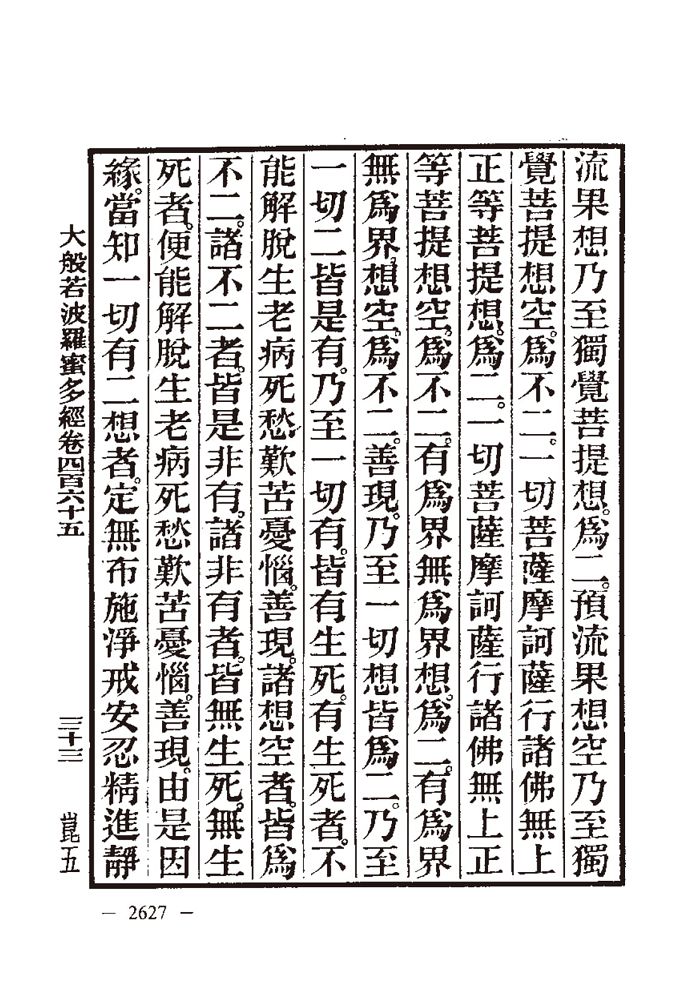 流果想乃至獨覺菩提想。爲二。預流果想空乃至獨
覺菩提想空。爲不二。一切菩薩摩訶薩行諸佛無上
正等菩提想。爲二。一切菩薩摩訶薩行諸佛無上正
等菩提想空。爲不二。有爲界無爲界想。爲二。有爲界
無爲界想空。爲不二。善現。乃至一切想皆爲二。乃至
一切二皆是有。乃至一切有。皆有生死。有生死者。不
能解脫生老病死愁歎苦憂惱。善現。諸想空者。皆爲
不二。諸不二者。皆是非有。諸非有者。皆無生死。無生
死者。便能解脫生老病死愁歎苦憂惱。善現。由是因
緣。當知一切有二想者。定無布施淨戒安忍精進靜
大般若波羅蜜多經卷四百六十五 三十三 崑五
— 2627 —